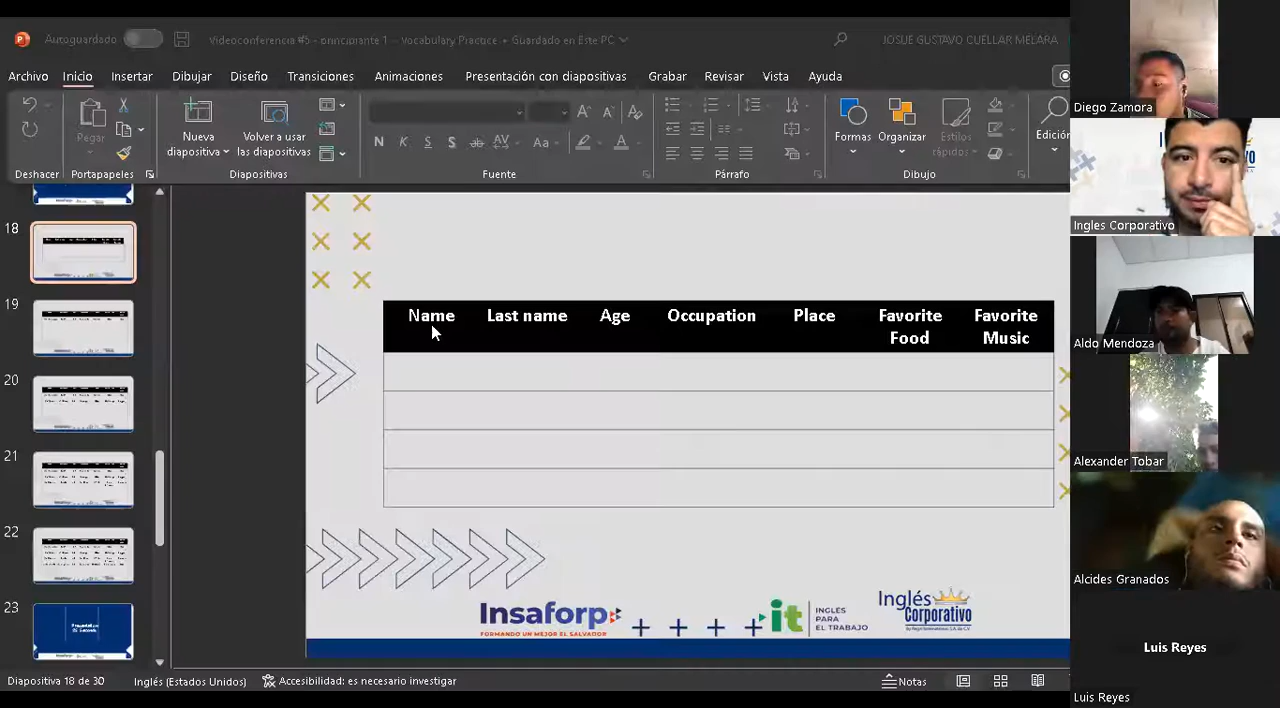 Autoguardado
Videoconferencia #5 - principiante 1 - Vocabulary Practice • Guardado en Este PC
JOSUE GUSTAVO CUELLAR MELARA
Archivo Inicio Insertar Dibujar Diseño Transiciones Animaciones Presentación con diapositivas Grabar Revisar Vista Ayuda
Pegar
Nueva diapositiva
Volver a usar las diapositivas
N K S S ab AV Aa A
Formas Organizar Estilos rápidos Edición
Deshacer Portapapeles Diapositivas Fuente Párrafo Dibujo
18
19
20
21
22
23
Name Last name Age Occupation Place Favorite Food Favorite Music
Insaforp
FORMANDO UN MEJOR EL SALVADOR
it INGLES PARA EL TRABAJO
Inglés Corporativo
Diapositiva 18 de 30 Inglés (Estados Unidos) Accesibilidad: es necesario investigar Notas
Diego Zamora
Ingles Corporativo
Aldo Mendoza
Alexander Tobar
Alcides Granados
Luis Reyes
Luis Reyes